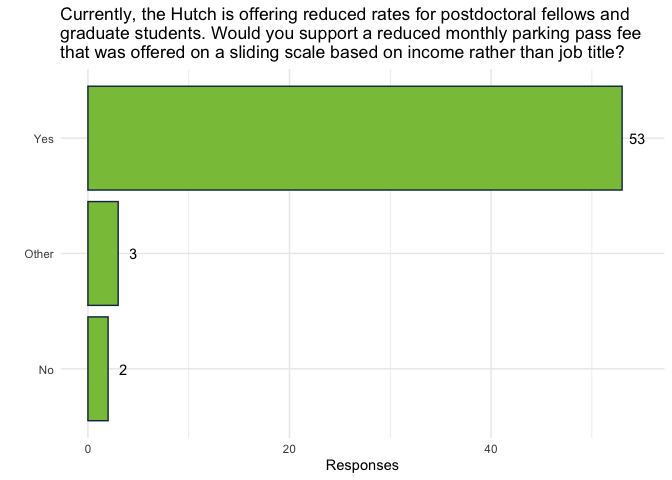 Currently, the Hutch is offering reduced rates for postdoctoral fellows and
graduate students. Would you support a reduced monthly parking pass fee
that was offered on a sliding scale based on income rather than job title?
Yes
53
Other
3
No
2
0
20
40
Responses